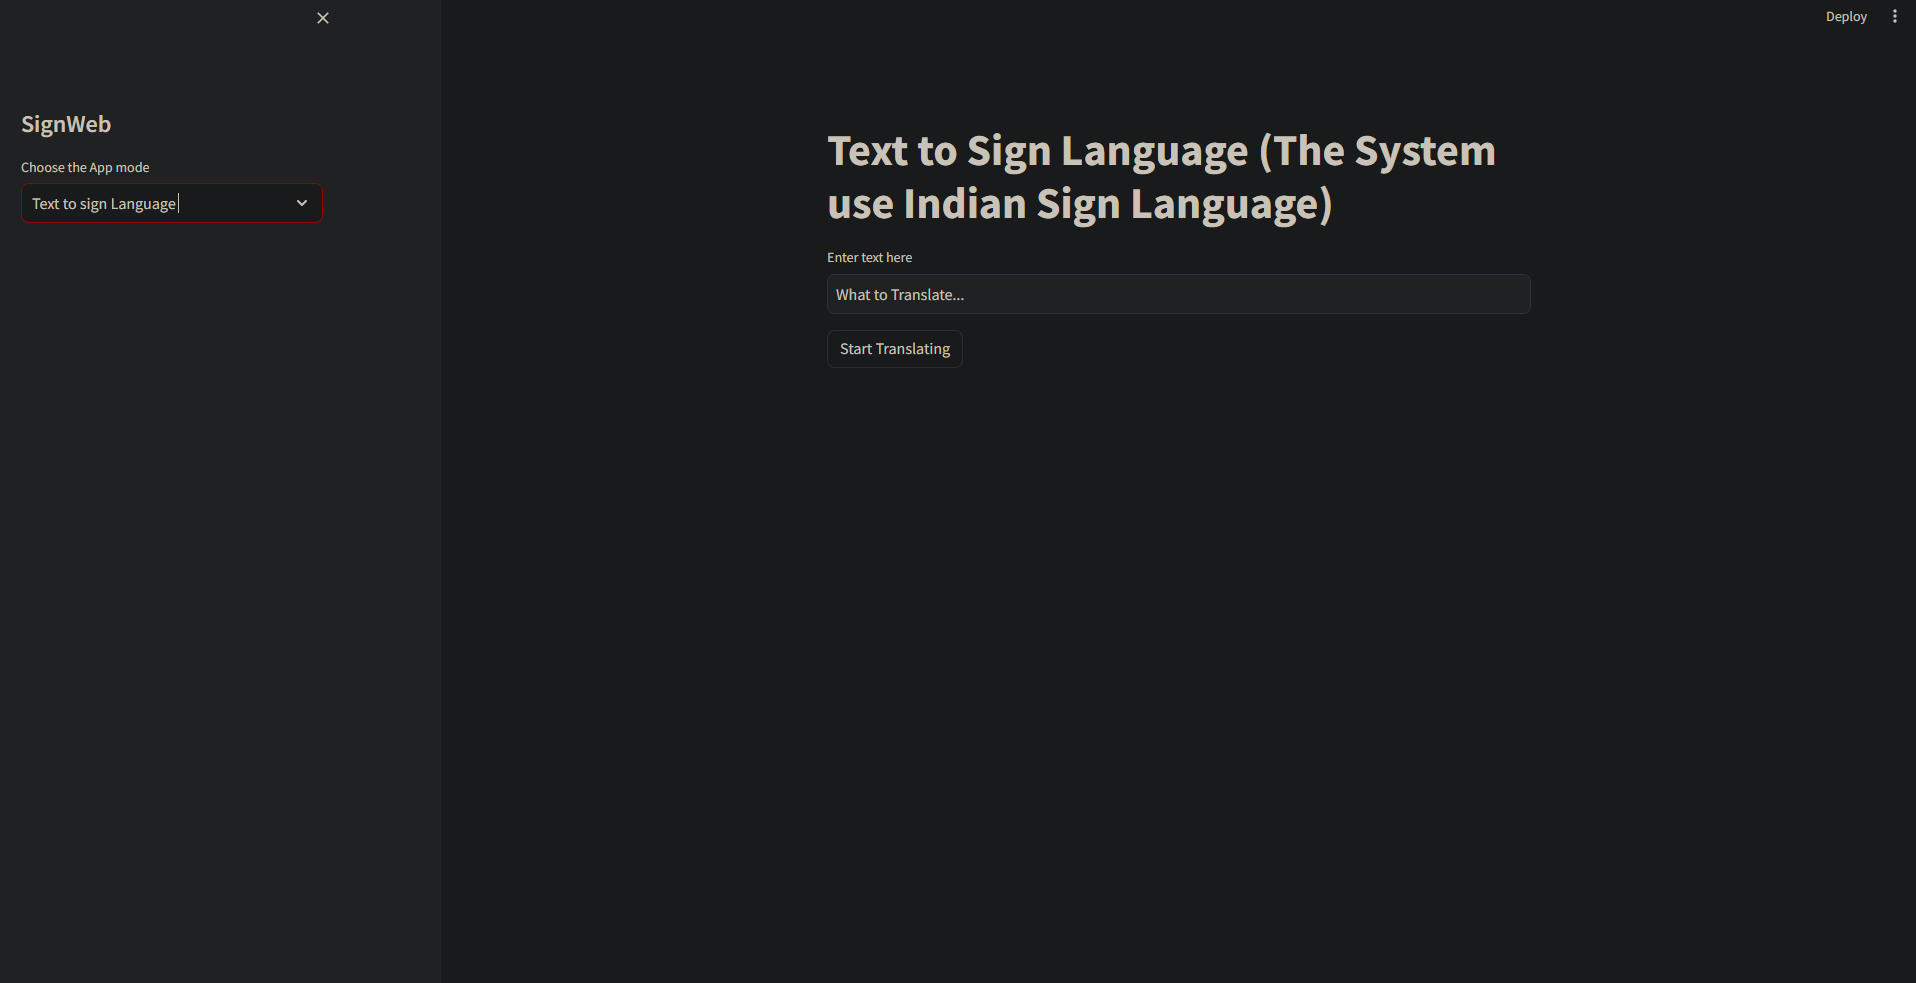 Deploy
SignWeb
Choose the App mode
Text to sign Language
Text to Sign Language (The System
use Indian Sign Language)
Enter text here
What to Translate...
Start Translating